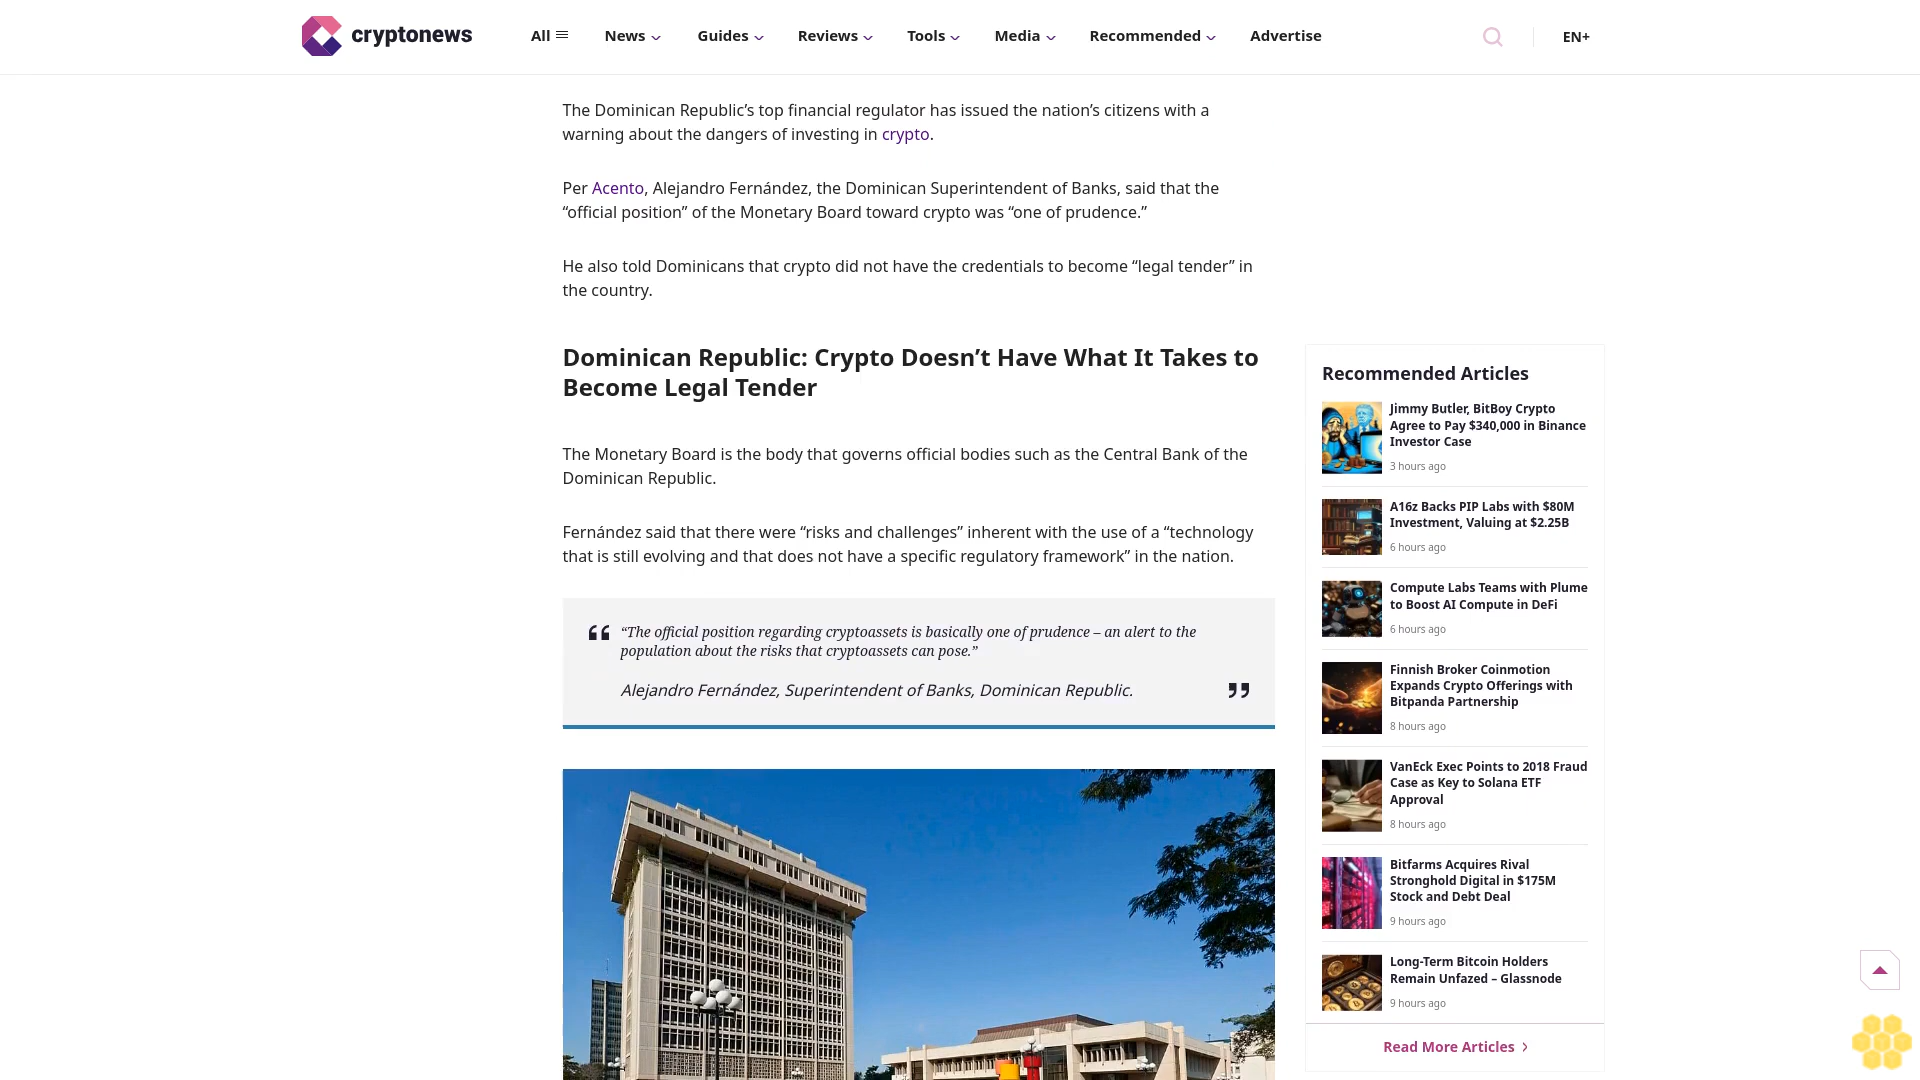 cryptonews
All
News
Guides
Reviews
Tools
Media
Recommended
Advertise
EN+
The Dominican Republic’s top financial regulator has issued the nation’s citizens with a
warning about the dangers of investing in crypto.
Per Acento, Alejandro Fernández, the Dominican Superintendent of Banks, said that the
“official position” of the Monetary Board toward crypto was “one of prudence.”
He also told Dominicans that crypto did not have the credentials to become “legal tender” in
the country.
Dominican Republic: Crypto Doesn’t Have What It Takes to
Become Legal Tender
The Monetary Board is the body that governs official bodies such as the Central Bank of the
Dominican Republic.
Fernández said that there were “risks and challenges” inherent with the use of a “technology
that is still evolving and that does not have a specific regulatory framework” in the nation.
“The official position regarding cryptoassets is basically one of prudence – an alert to the
population about the risks that cryptoassets can pose.”
Alejandro Fernández, Superintendent of Banks, Dominican Republic.
Recommended Articles
Jimmy Butler, BitBoy Crypto
Agree to Pay $340,000 in Binance
Investor Case
3 hours ago
A16z Backs PIP Labs with $80M
Investment, Valuing at $2.25B
6 hours ago
Compute Labs Teams with Plume
to Boost AI Compute in DeFi
6 hours ago
Finnish Broker Coinmotion
Expands Crypto Offerings with
Bitpanda Partnership
8 hours ago
VanEck Exec Points to 2018 Fraud
Case as Key to Solana ETF
Approval
8 hours ago
Bitfarms Acquires Rival
Stronghold Digital in $175M
Stock and Debt Deal
9 hours ago
Long-Term Bitcoin Holders
Remain Unfazed – Glassnode
9 hours ago
Read More Articles